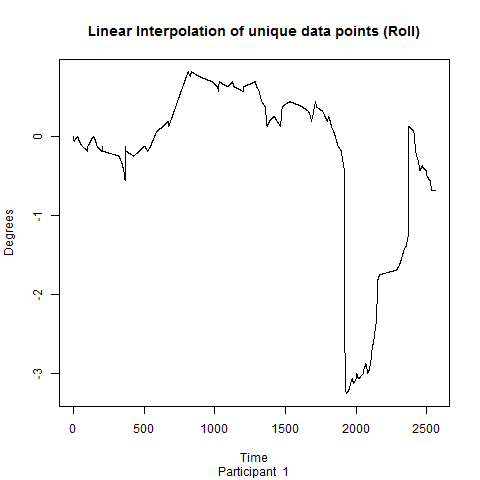 Linear Interpolation of unique data points (Roll)
Degrees
0
-1
-2
-3
0 500 1000 1500 2000 2500
Time
Participant 1